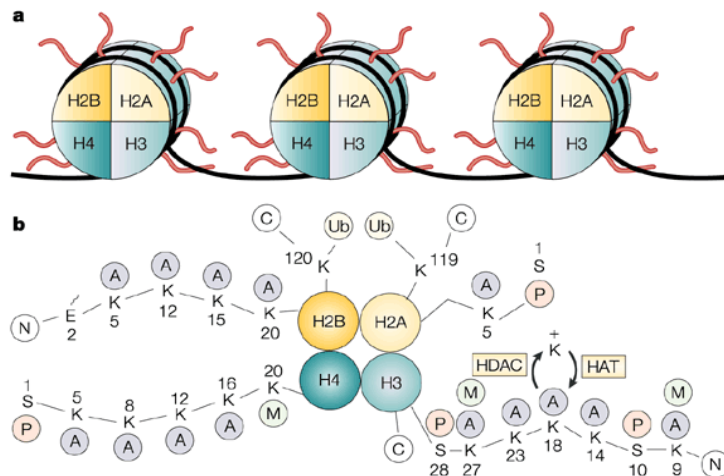 a
H2B H2A H2B H2A H2B H2A
H4 H3 H4 H3 H4 H3
b
C Ub Ub C
120 K K 119
1 S P
A A A A A
N E 2 K 5 K 12 K 15 K 20 H2B H2A K 5
+
K
HDAC HAT
1 S P K 5 A K 8 A K 12 A K 16 A 20 K M H4 H3
C
P S 28 M A K 27 A K 23 A K 18 A K 14 P S 10 M A K 9 N